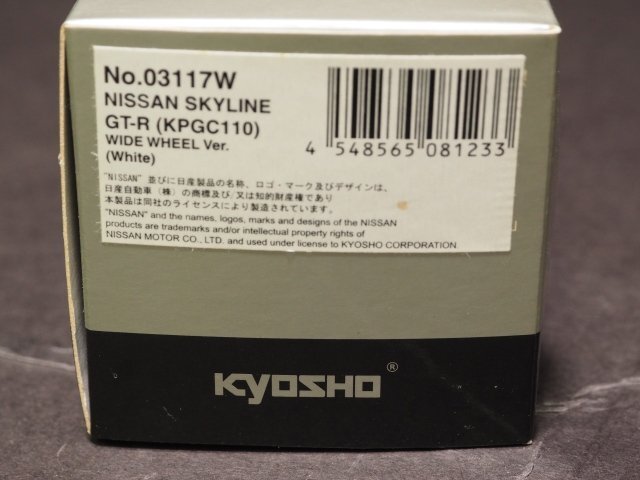 No.03117W
NISSAN SKYLINE
GT-R (KPGC110)
WIDE WHEEL Ver.
(White)
4 548565 081233
"NISSAN" 並びに日産製品の名称、ロゴ・マーク及びデザインは、
日産自動車（株）の商標及び/又は知的財産権であり
本製品は同社のライセンスにより製造されています。
"NISSAN" and the names, logos, marks and designs of the NISSAN
products are trademarks and/or intellectual property rights of
NISSAN MOTOR CO., LTD. and used under license to KYOSHO CORPORATION.
KYOSHO®